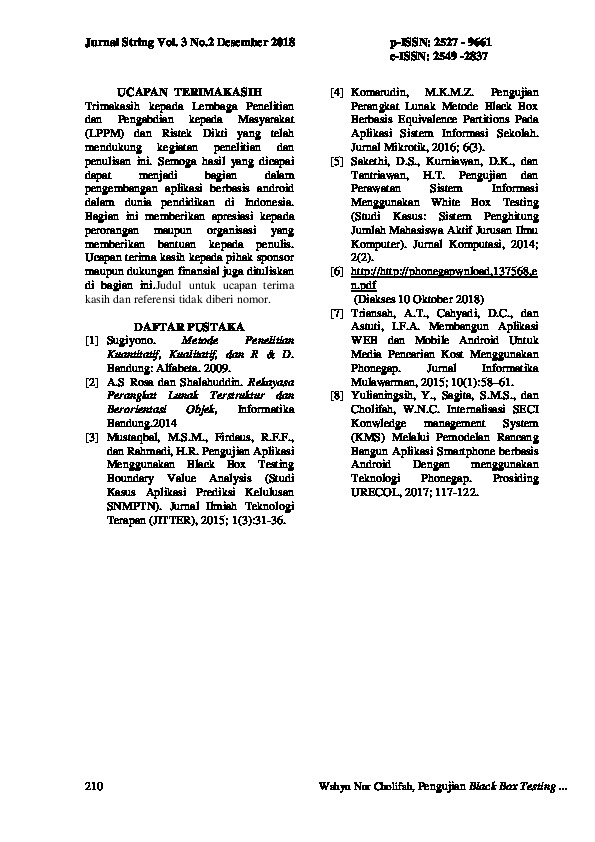 Jurnal String Vol. 3 No.2 Desember 2018
p-ISSN: 2527 - 9661
e-ISSN: 2549 -2837
UCAPAN TERIMAKASIH
Trimakasih kepada Lembaga Penelitian
dan Pengabdian kepada Masyarakat
(LPPM) dan Ristek Dikti yang telah
mendukung kegiatan penelitian dan
penulisan ini. Semoga hasil yang dicapai
dapat menjadi bagian dalam
pengembangan aplikasi berbasis android
dalam dunia pendidikan di Indonesia.
Bagian ini memberikan apresiasi kepada
perorangan maupun organisasi yang
memberikan bantuan kepada penulis.
Ucapan terima kasih kepada pihak sponsor
maupun dukungan finansial juga dituliskan
di bagian ini.Judul untuk ucapan terima
kasih dan referensi tidak diberi nomor.
DAFTAR PUSTAKA
[1] Sugiyono. Metode Penelitian
Kuantitatif, Kualitatif, dan R & D.
Bandung: Alfabeta. 2009.
[2] A.S Rosa dan Shalahuddin. Rekayasa
Perangkat Lunak Terstruktur dan
Berorientasi Objek, Informatika
Bandung.2014
[3] Mustaqbal, M.S.M., Firdaus, R.F.F.,
dan Rahmadi, H.R. Pengujian Aplikasi
Menggunakan Black Box Testing
Boundary Value Analysis (Studi
Kasus Aplikasi Prediksi Kelulusan
SNMPTN). Jurnal Ilmiah Teknologi
Terapan (JITTER), 2015; 1(3):31-36.
[4] Komarudin, M.K.M.Z. Pengujian
Perangkat Lunak Metode Black Box
Berbasis Equivalence Partitions Pada
Aplikasi Sistem Informasi Sekolah.
Jurnal Mikrotik, 2016; 6(3).
[5] Sakethi, D.S., Kurniawan, D.K., dan
Tantriawan, H.T. Pengujian dan
Perawatan Sistem Informasi
Menggunakan White Box Testing
(Studi Kasus: Sistem Penghitung
Jumlah Mahasiswa Aktif Jurusan Ilmu
Komputer). Jurnal Komputasi, 2014;
2(2).
[6] http://http://phonegapwnload,137568,e
n.pdf
(Diakses 10 Oktober 2018)
[7] Triansah, A.T., Cahyadi, D.C., dan
Astuti, I.F.A. Membangun Aplikasi
WEB dan Mobile Android Untuk
Media Pencarian Kost Menggunakan
Phonegap. Jurnal Informatika
Mulawarman, 2015; 10(1):58–61.
[8] Yulianingsih, Y., Sagita, S.M.S., dan
Cholifah, W.N.C. Internalisasi SECI
Konwledge management System
(KMS) Melalui Pemodelan Rancang
Bangun Aplikasi Smartphone berbasis
Android Dengan menggunakan
Teknologi Phonegap. Prosiding
URECOL, 2017; 117-122.
210
Wahyu Nur Cholifah, Pengujian Black Box Testing ...